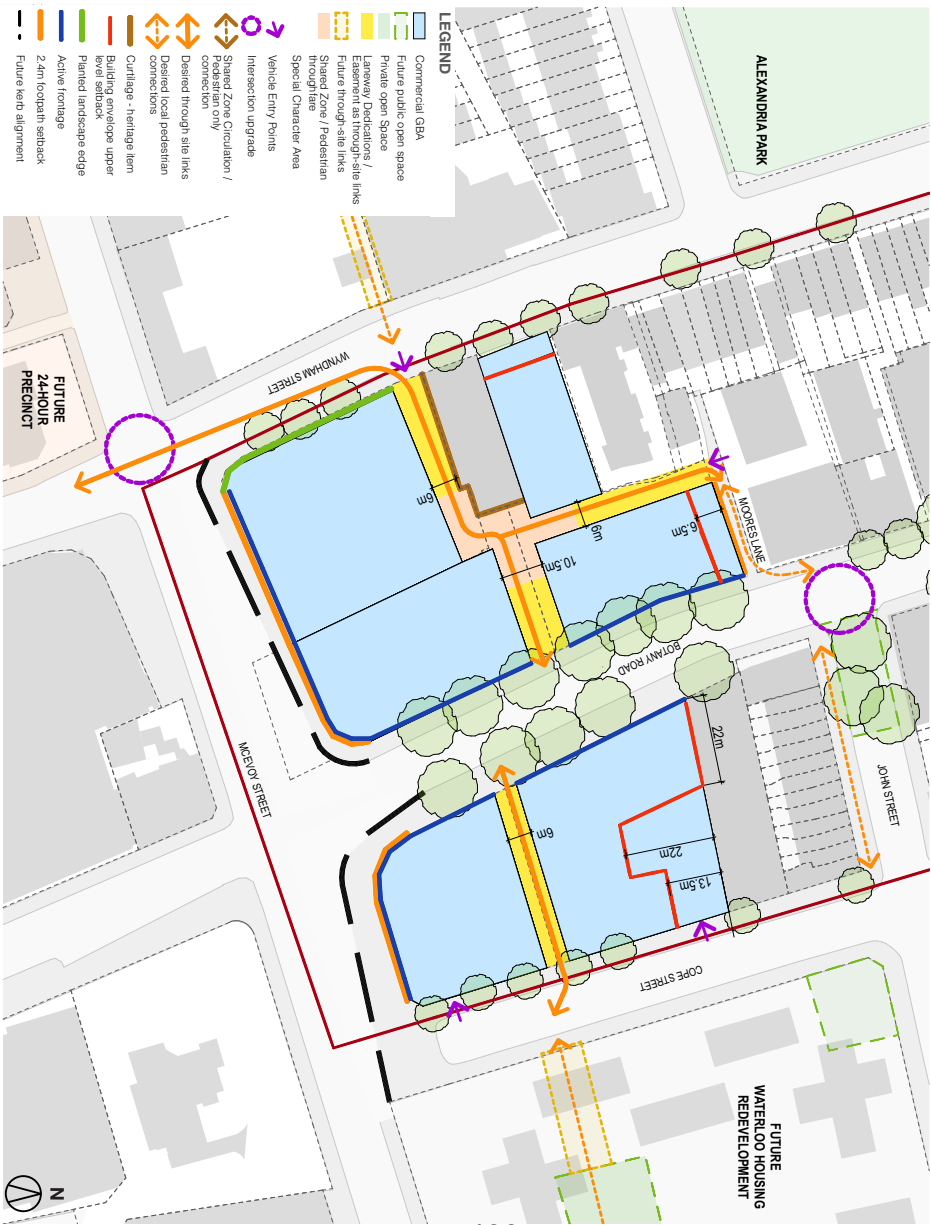 LEGEND
Commercial GBA
Future public open space
Private open Space
Laneway Dedications /
Easement as through-site links
Future through-site links
Shared Zone / Pedestrian
throughfare
Special Character Area
Vehicle Entry Points
Intersection upgrade
Shared Zone Circulation /
Pedestrian only
connection
Desired through site links
Desired local pedestrian
connections
Curtilage - heritage item
Building envelope upper
level setback
Planted landscape edge
Active frontage
2.4m footpath setback
Future kerb alignment
ALEXANDRIA PARK
WYNDHAM STREET
FUTURE
24-HOUR
PRECINCT
MOORES LANE
6m
6m
6.5m
10.5m
BOTANY ROAD
MCEVOY STREET
22m
JOHN STREET
6m
22m
13.5m
COPE STREET
FUTURE
WATERLOO HOUSING
REDEVELOPMENT
N